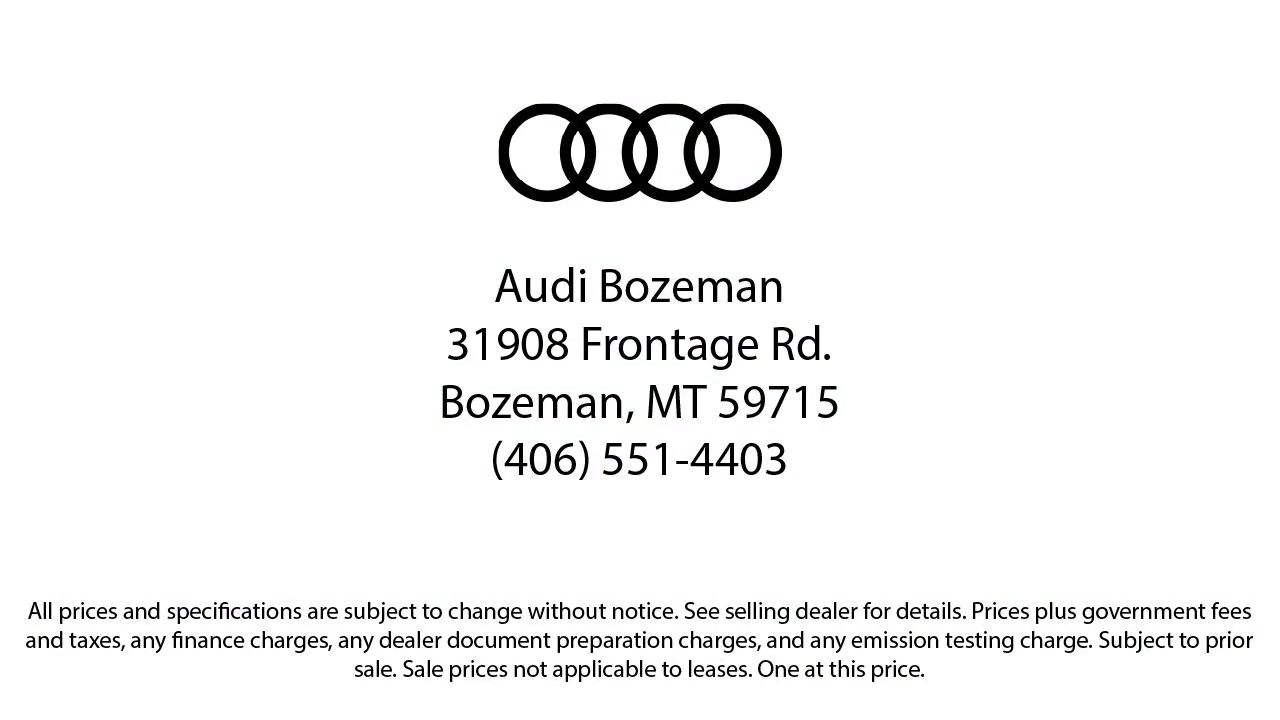 Audi Bozeman
31908 Frontage Rd.
Bozeman, MT 59715
(406) 551-4403
All prices and specifications are subject to change without notice. See selling dealer for details. Prices plus government fees
and taxes, any finance charges, any dealer document preparation charges, and any emission testing charge. Subject to prior
sale. Sale prices not applicable to leases. One at this price.